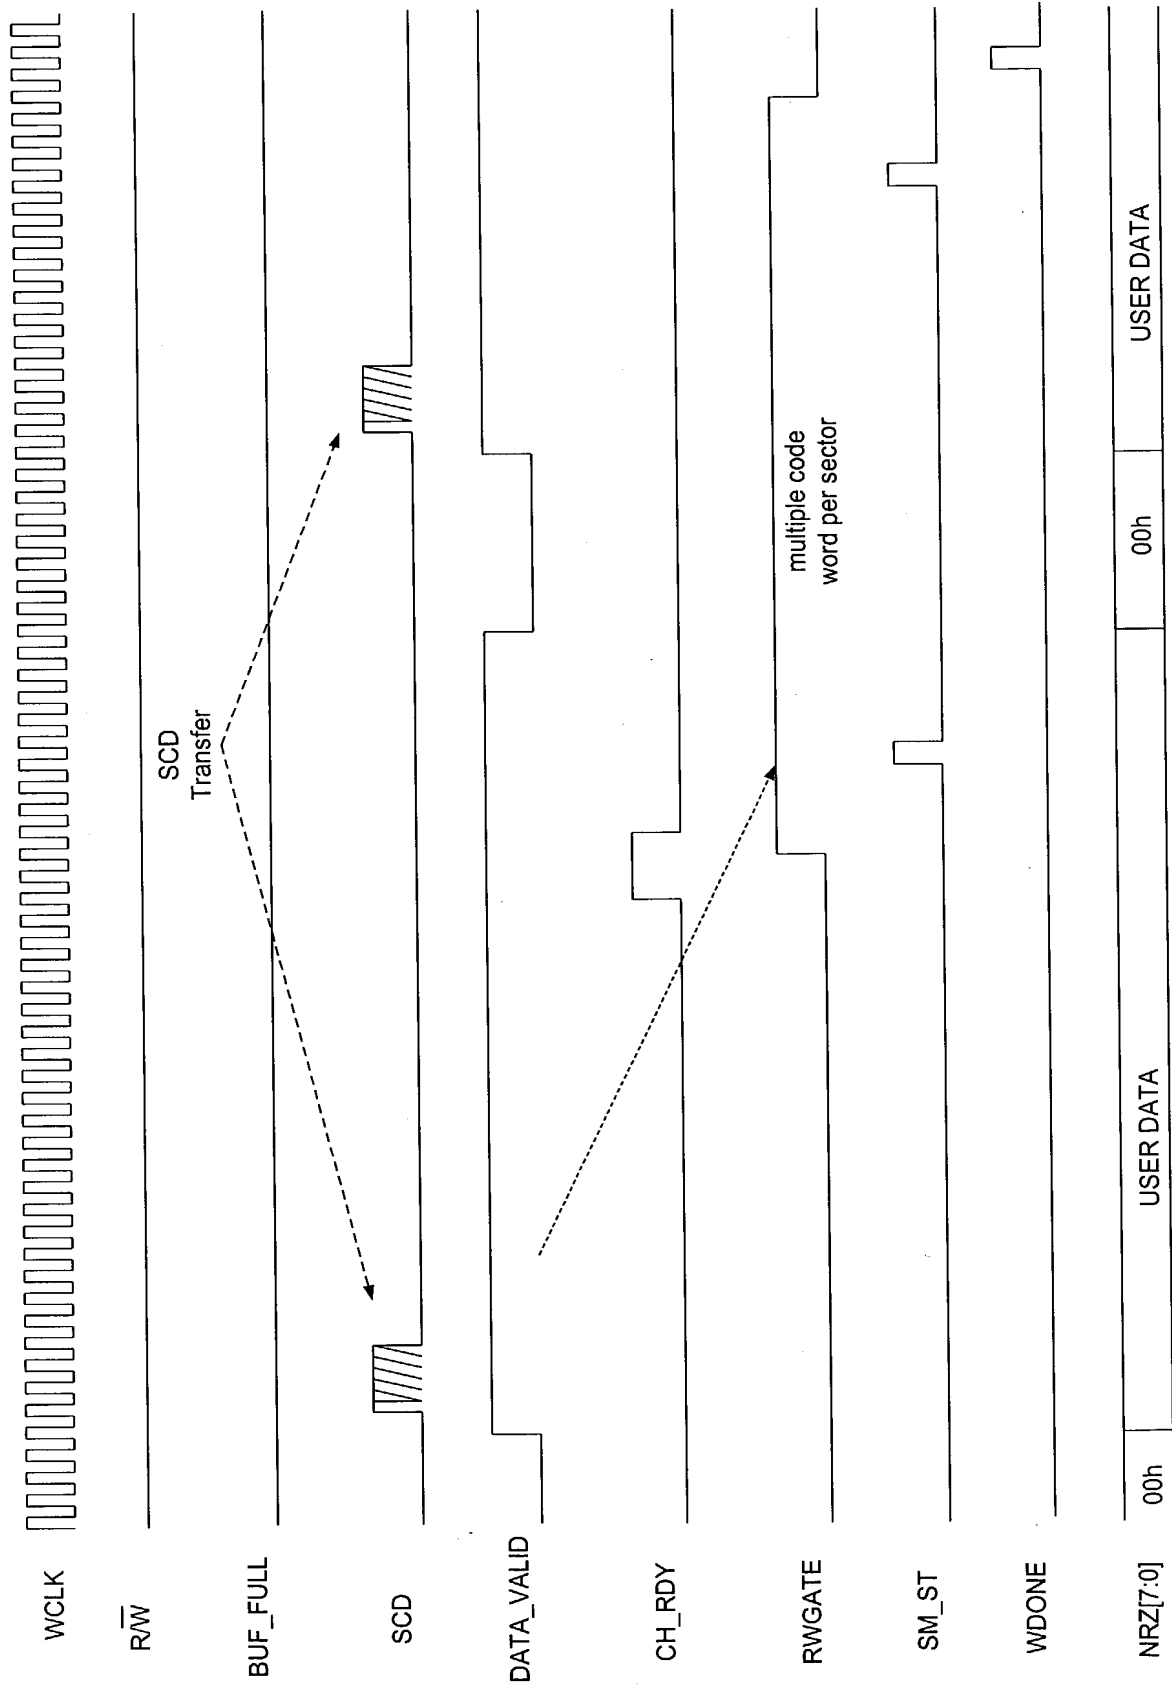 WCLK
R/W̅
BUF_FULL
SCD
DATA_VALID
CH_RDY
RWGATE
SM_ST
WDONE
NRZ[7:0]
SCD
Transfer
multiple code
word per sector
00h
USER DATA
00h
USER DATA